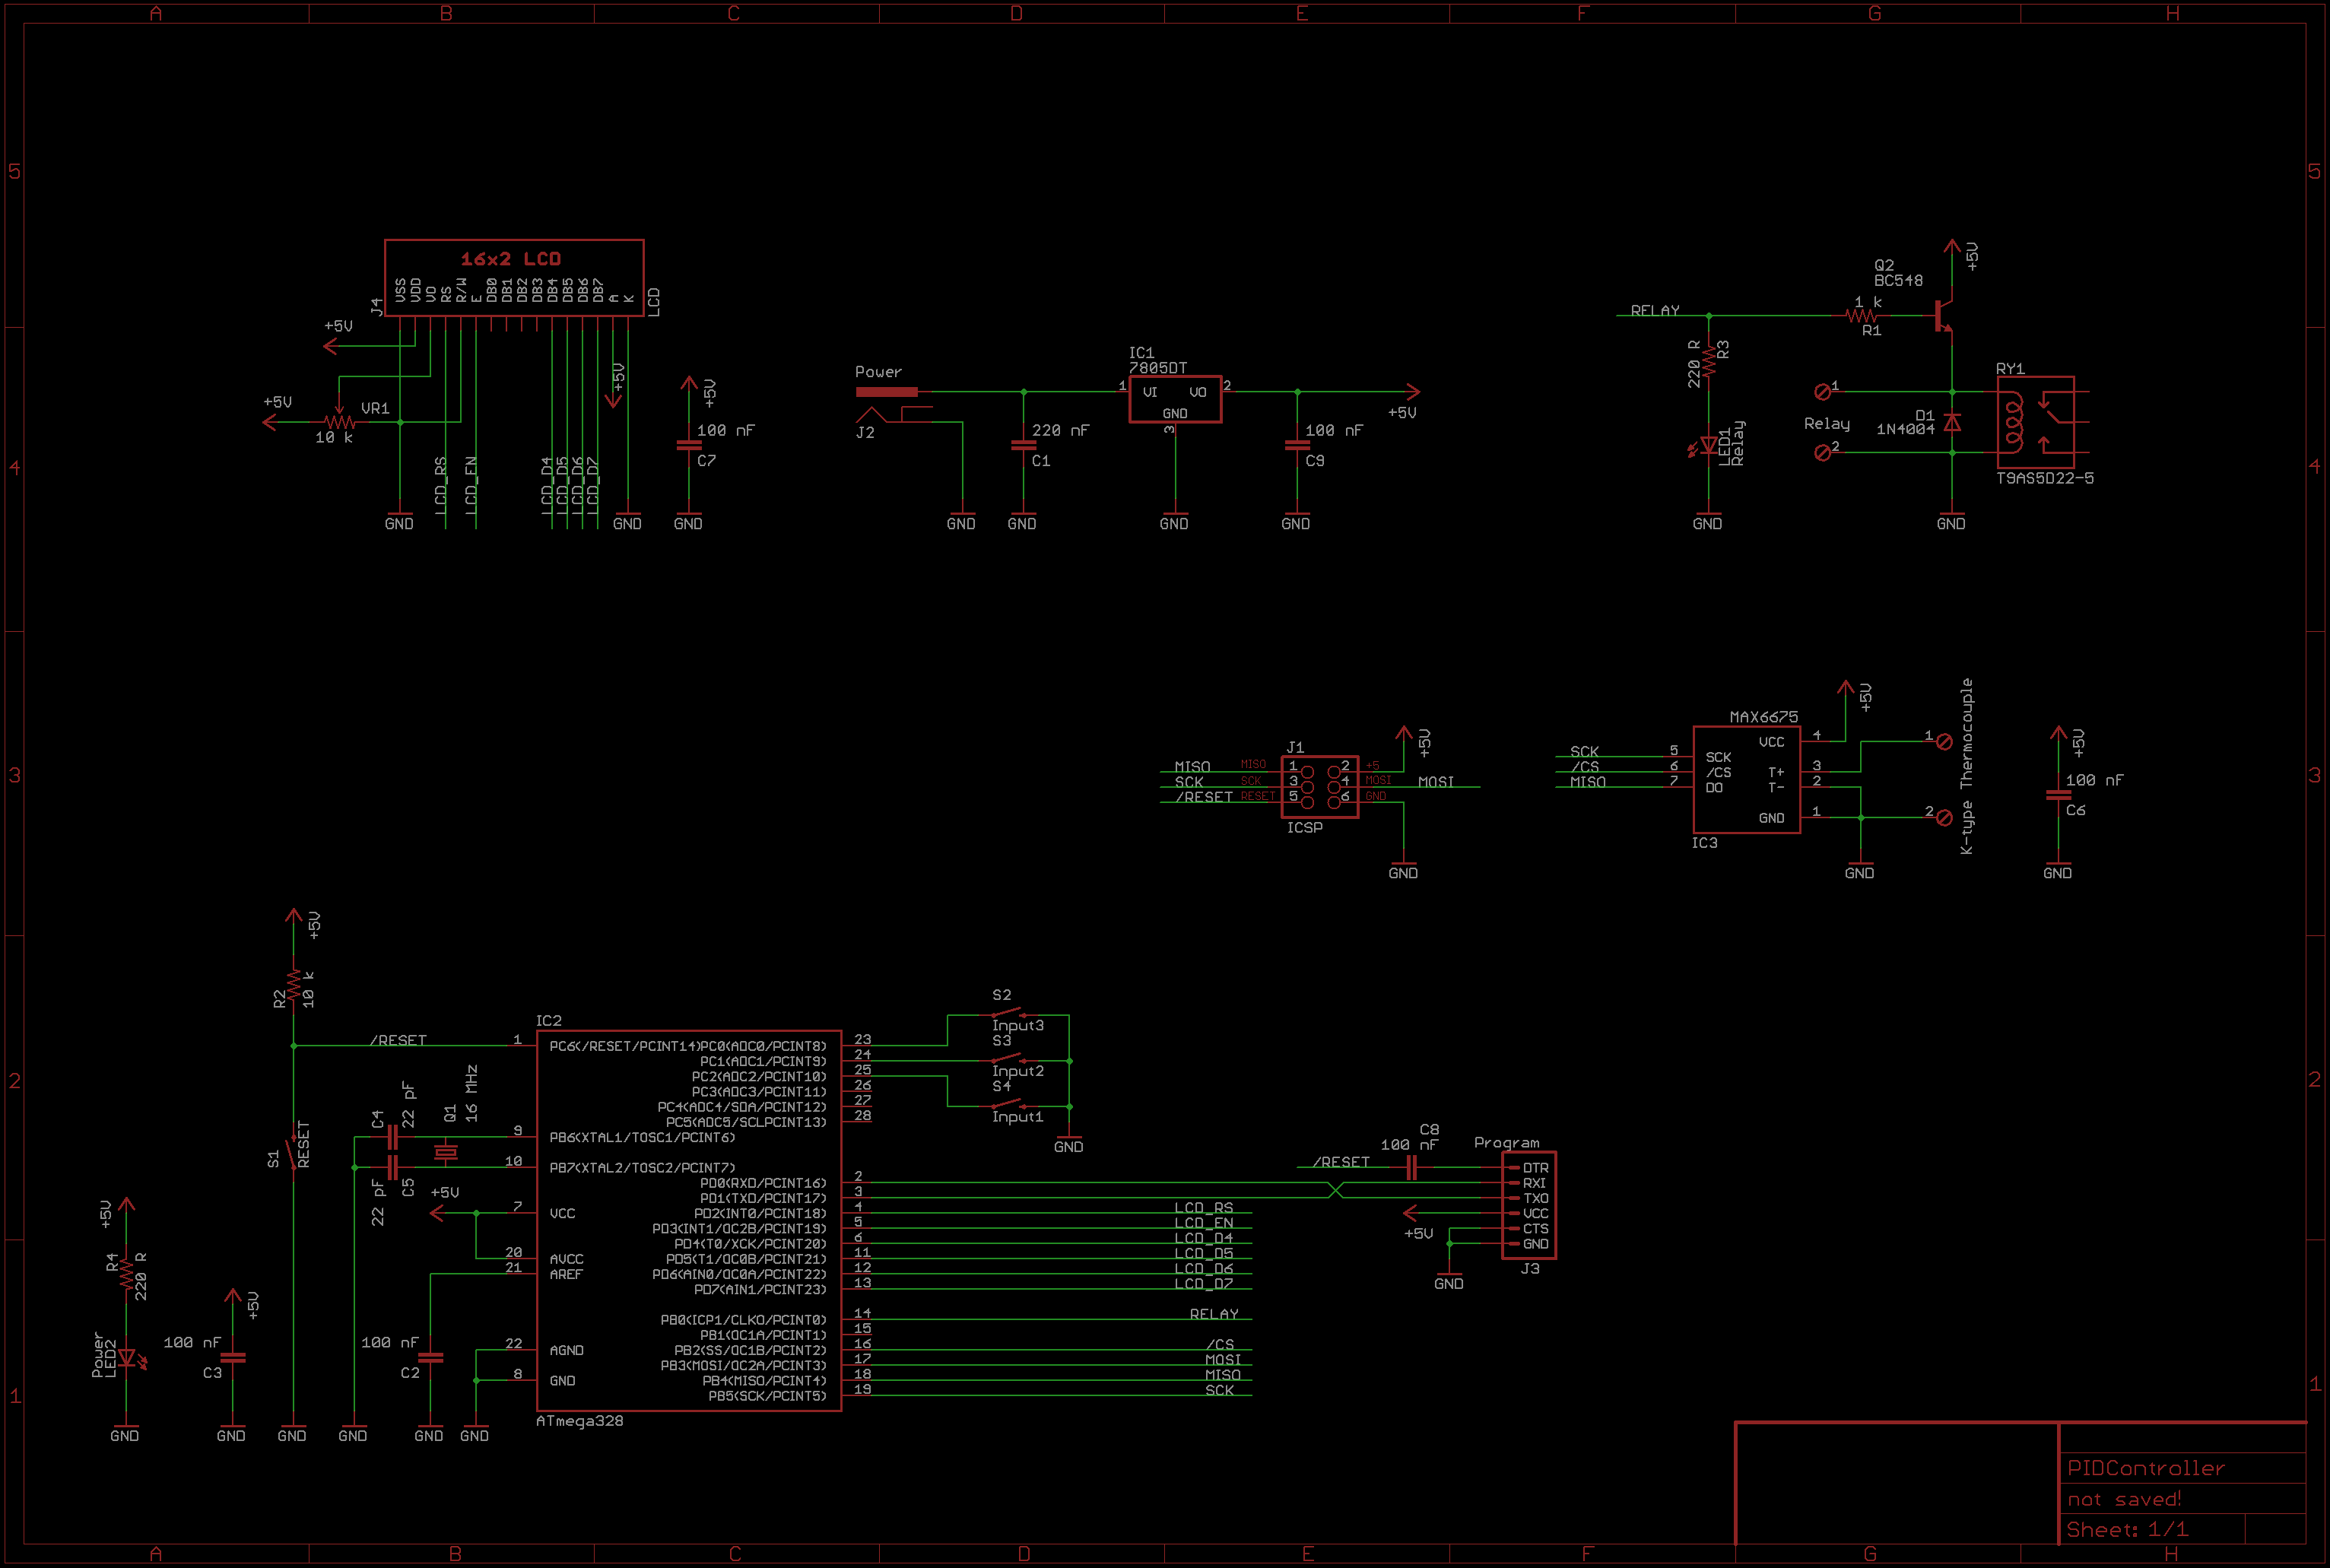 A B C D E F G H
5
5
16x2 LCD
VSS
VDD
VO
RS
R/W
E
DB0
DB1
DB2
DB3
DB4
DB5
DB6
DB7
A
K
J4
LCD
+5V
+5V
VR1
10 k
+5V
LCD_RS
LCD_EN
LCD_D4
LCD_D5
LCD_D6
LCD_D7
GND
GND
+5V
100 nF
C7
GND
Power
J2
GND
220 nF
C1
GND
IC1
7805DT
1 VI VO 2
GND
3
GND
+5V
100 nF
C9
GND
RELAY
220 R
R3
LED1
Relay
GND
Q2
BC548
1 k
R1
+5V
1
Relay
2
D1
1N4004
RY1
T9AS5D22-5
GND
4
4
3
3
J1
MISO MISO 1 2 +5
SCK SCK 3 4 MOSI MOSI
/RESET RESET 5 6 GND
ICSP
+5V
GND
MAX6675
SCK 5 SCK
/CS 6 /CS
MISO 7 DO
VCC 4
T+ 3
T- 2
GND 1
IC3
+5V
GND
1
2
K-type Thermocouple
+5V
100 nF
C6
GND
2
2
+5V
R2
10 k
/RESET
S1
RESET
GND
C4
22 pF
Q1
16 MHz
22 pF
C5
GND
+5V
R4
220 R
Power
LED2
GND
+5V
100 nF
C3
GND
+5V
100 nF
C2
GND
GND
IC2
1 PC6(/RESET/PCINT14)
9 PB6(XTAL1/TOSC1/PCINT6)
10 PB7(XTAL2/TOSC2/PCINT7)
7 VCC
20 AVCC
21 AREF
22 AGND
8 GND
PC0(ADC0/PCINT8) 23
PC1(ADC1/PCINT9) 24
PC2(ADC2/PCINT10) 25
PC3(ADC3/PCINT11) 26
PC4(ADC4/SDA/PCINT12) 27
PC5(ADC5/SCLPCINT13) 28
PD0(RXD/PCINT16) 2
PD1(TXD/PCINT17) 3
PD2(INT0/PCINT18) 4 LCD_RS
PD3(INT1/OC2B/PCINT19) 5 LCD_EN
PD4(T0/XCK/PCINT20) 6 LCD_D4
PD5(T1/OC0B/PCINT21) 11 LCD_D5
PD6(AIN0/OC0A/PCINT22) 12 LCD_D6
PD7(AIN1/PCINT23) 13 LCD_D7
PB0(ICP1/CLKO/PCINT0) 14 RELAY
PB1(OC1A/PCINT1) 15
PB2(SS/OC1B/PCINT2) 16 /CS
PB3(MOSI/OC2A/PCINT3) 17 MOSI
PB4(MISO/PCINT4) 18 MISO
PB5(SCK/PCINT5) 19 SCK
ATmega328
S2
Input3
S3
Input2
S4
Input1
GND
/RESET
C8
100 nF
Program
DTR
RXI
TXO
VCC
CTS
GND
J3
+5V
GND
1
1
PIDController
not saved!
Sheet: 1/1
A B C D E F G H